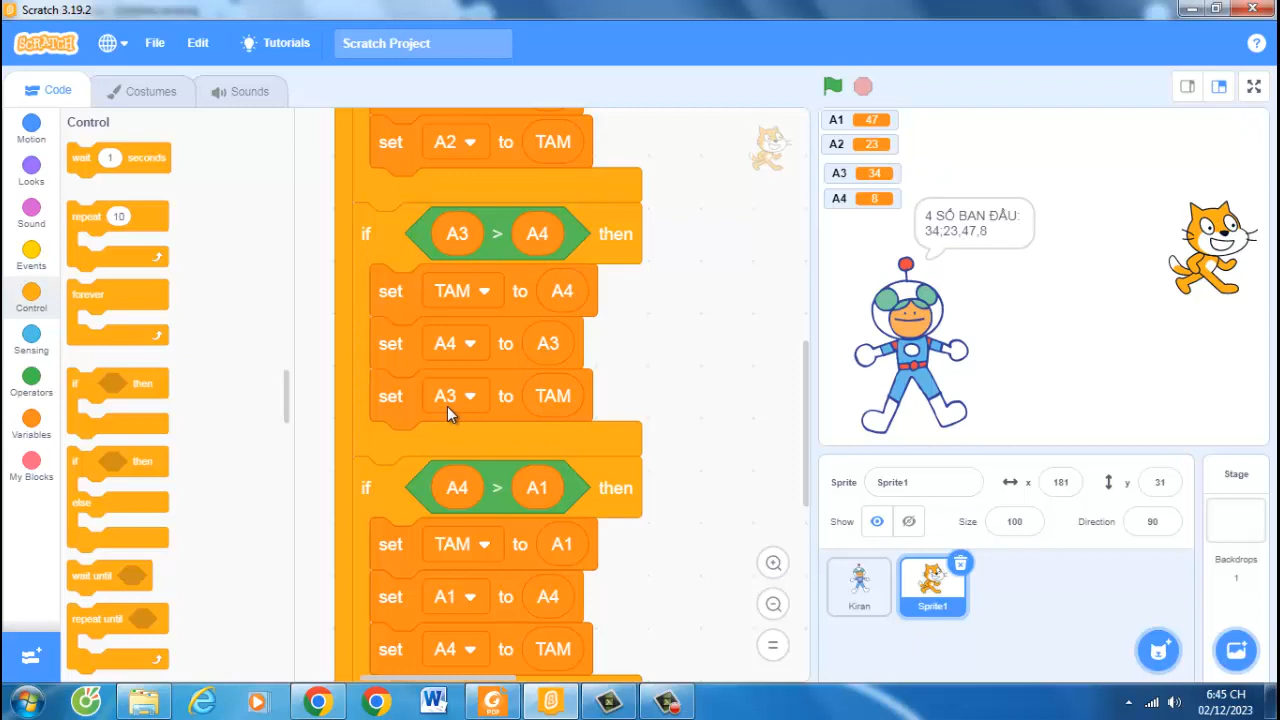 Scratch 3.19.2
SCRATCH
File
Edit
Tutorials
Scratch Project
?
Code
Costumes
Sounds
Motion
Looks
Sound
Events
Control
Sensing
Operators
Variables
My Blocks
Control
wait 1 seconds
repeat 10
forever
if then
if then
else
wait until
repeat until
set A2 to TAM
if A3 > A4 then
set TAM to A4
set A4 to A3
set A3 to TAM
if A4 > A1 then
set TAM to A1
set A1 to A4
set A4 to TAM
A1 47
A2 23
A3 34
A4 8
4 SỐ BAN ĐẦU:
34;23,47,8
Sprite Sprite1 x 181 y 31
Show Size 100 Direction 90
Kiran
Sprite1
Stage
Backdrops
1
PDP
6:45 CH
02/12/2023